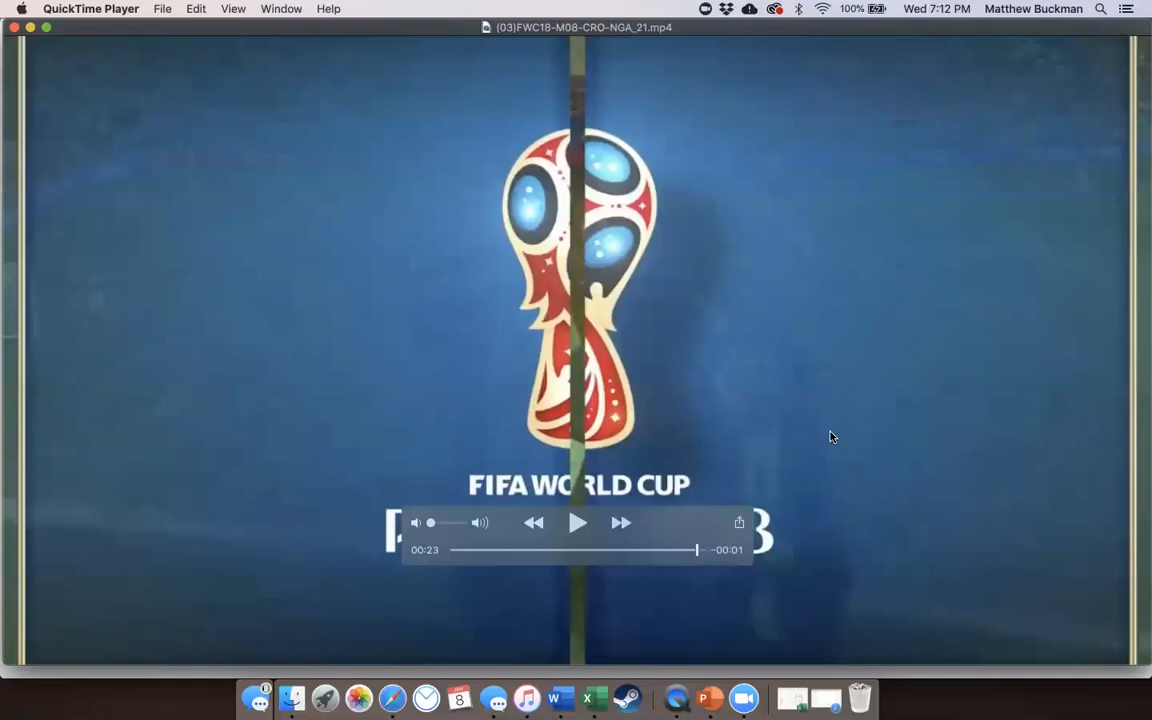 QuickTime Player File Edit View Window Help 100% Wed 7:12 PM Matthew Buckman
(03)FWC18-M08-CRO-NGA_21.mp4
FIFA WORLD CUP
00:23 -00:01
8
W X P